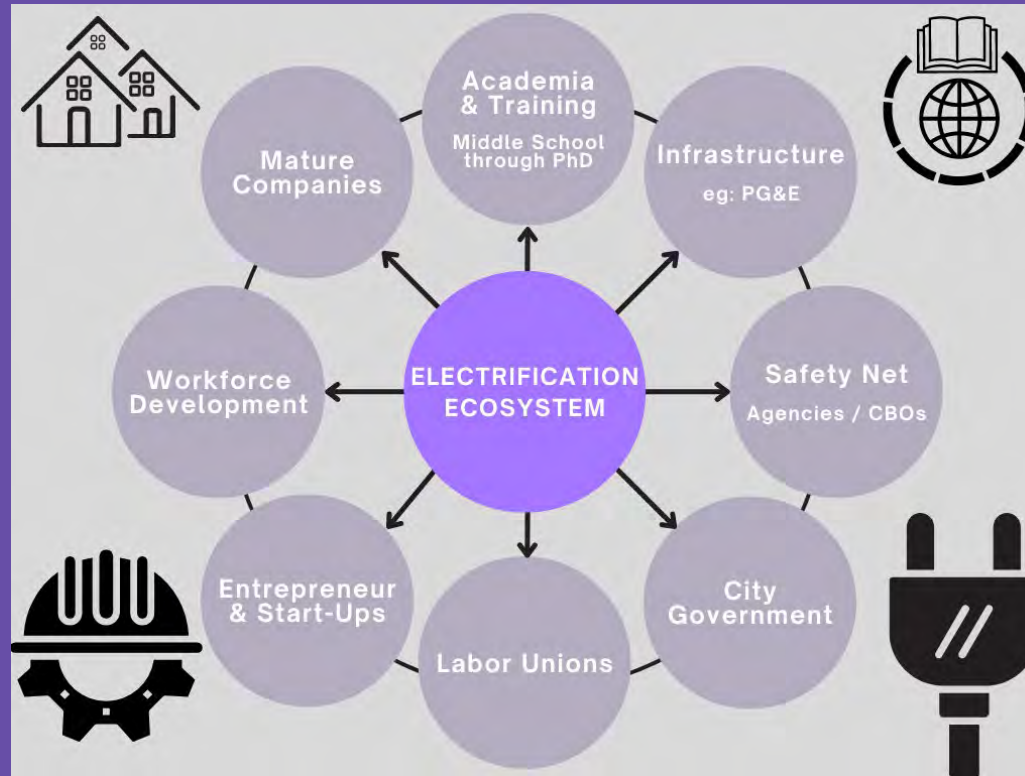 Academia
& Training
Middle School
through PhD
Infrastructure
eg: PG&E
Safety Net
Agencies / CBOs
City
Government
Labor Unions
Entrepreneur
& Start-Ups
Workforce
Development
Mature
Companies
ELECTRIFICATION
ECOSYSTEM